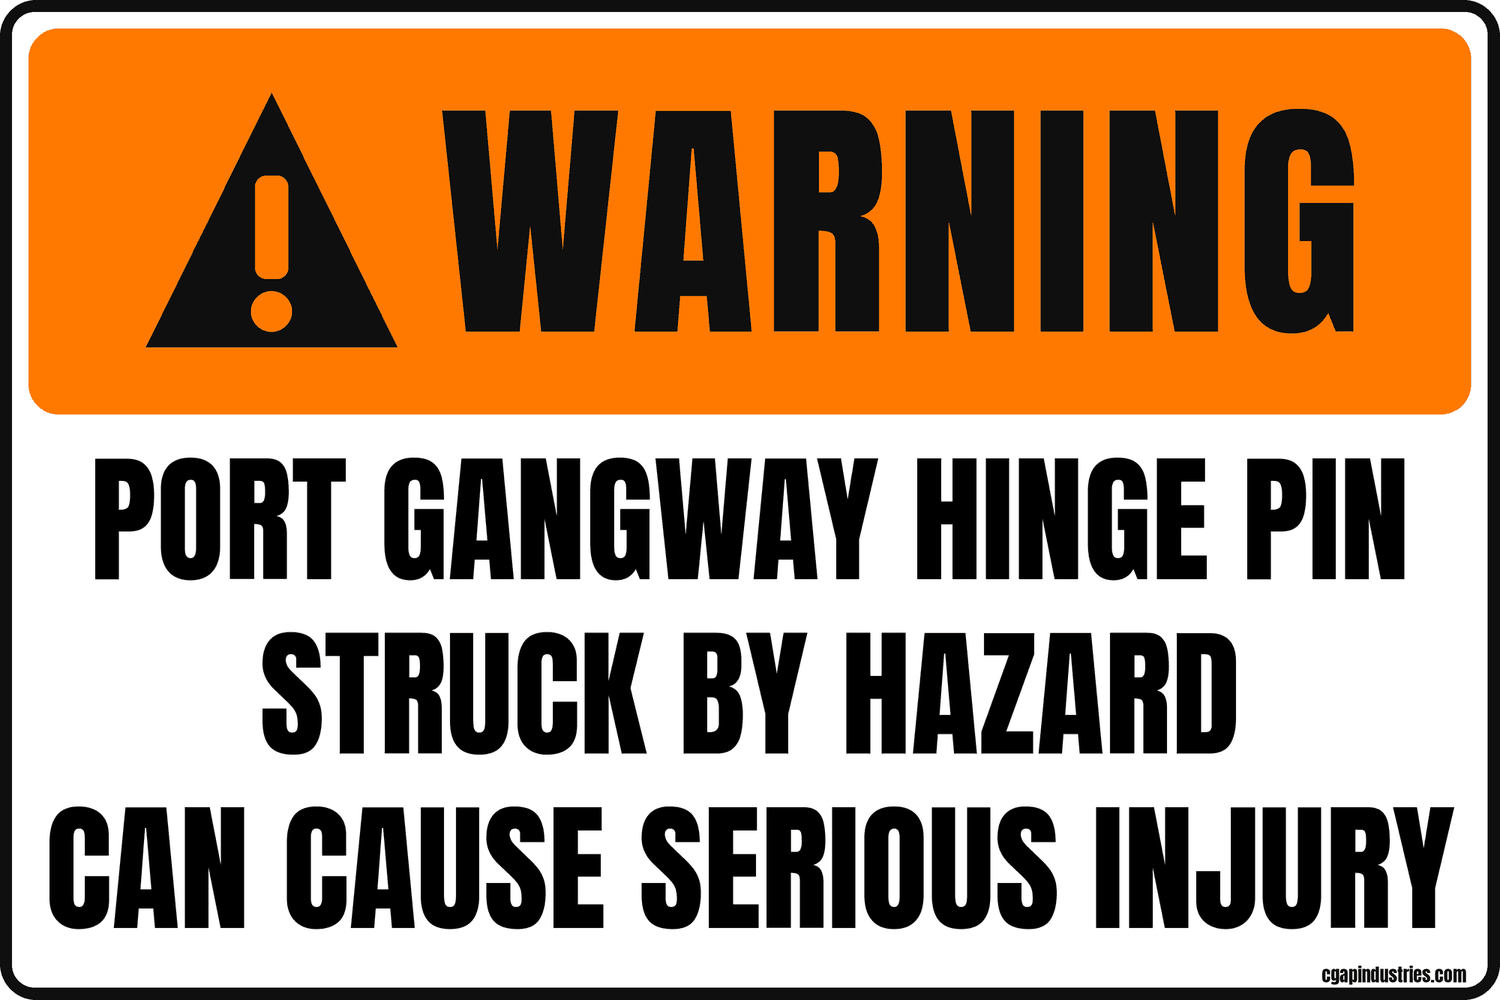 WARNING
PORT GANGWAY HINGE PIN
STRUCK BY HAZARD
CAN CAUSE SERIOUS INJURY
cgapindustries.com